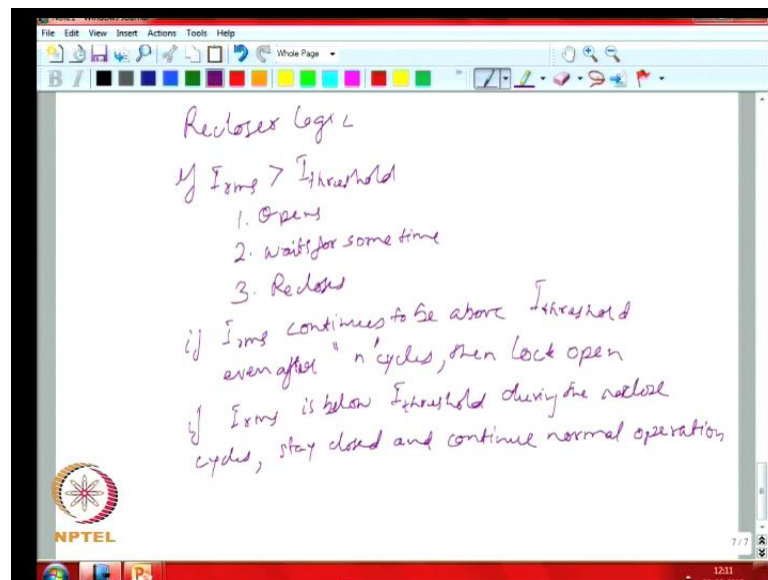 File Edit View Insert Actions Tools Help
Whole Page
B I
Recloser Logic
if Irms > Ithreshold
1. Opens
2. waits for some time
3. Recloses
if Irms continues to be above Ithreshold
even after "n" cycles, then lock open
if Irms is below Ithreshold during the reclose
cycles, stay closed and continue normal operation
NPTEL
7/7
12:11